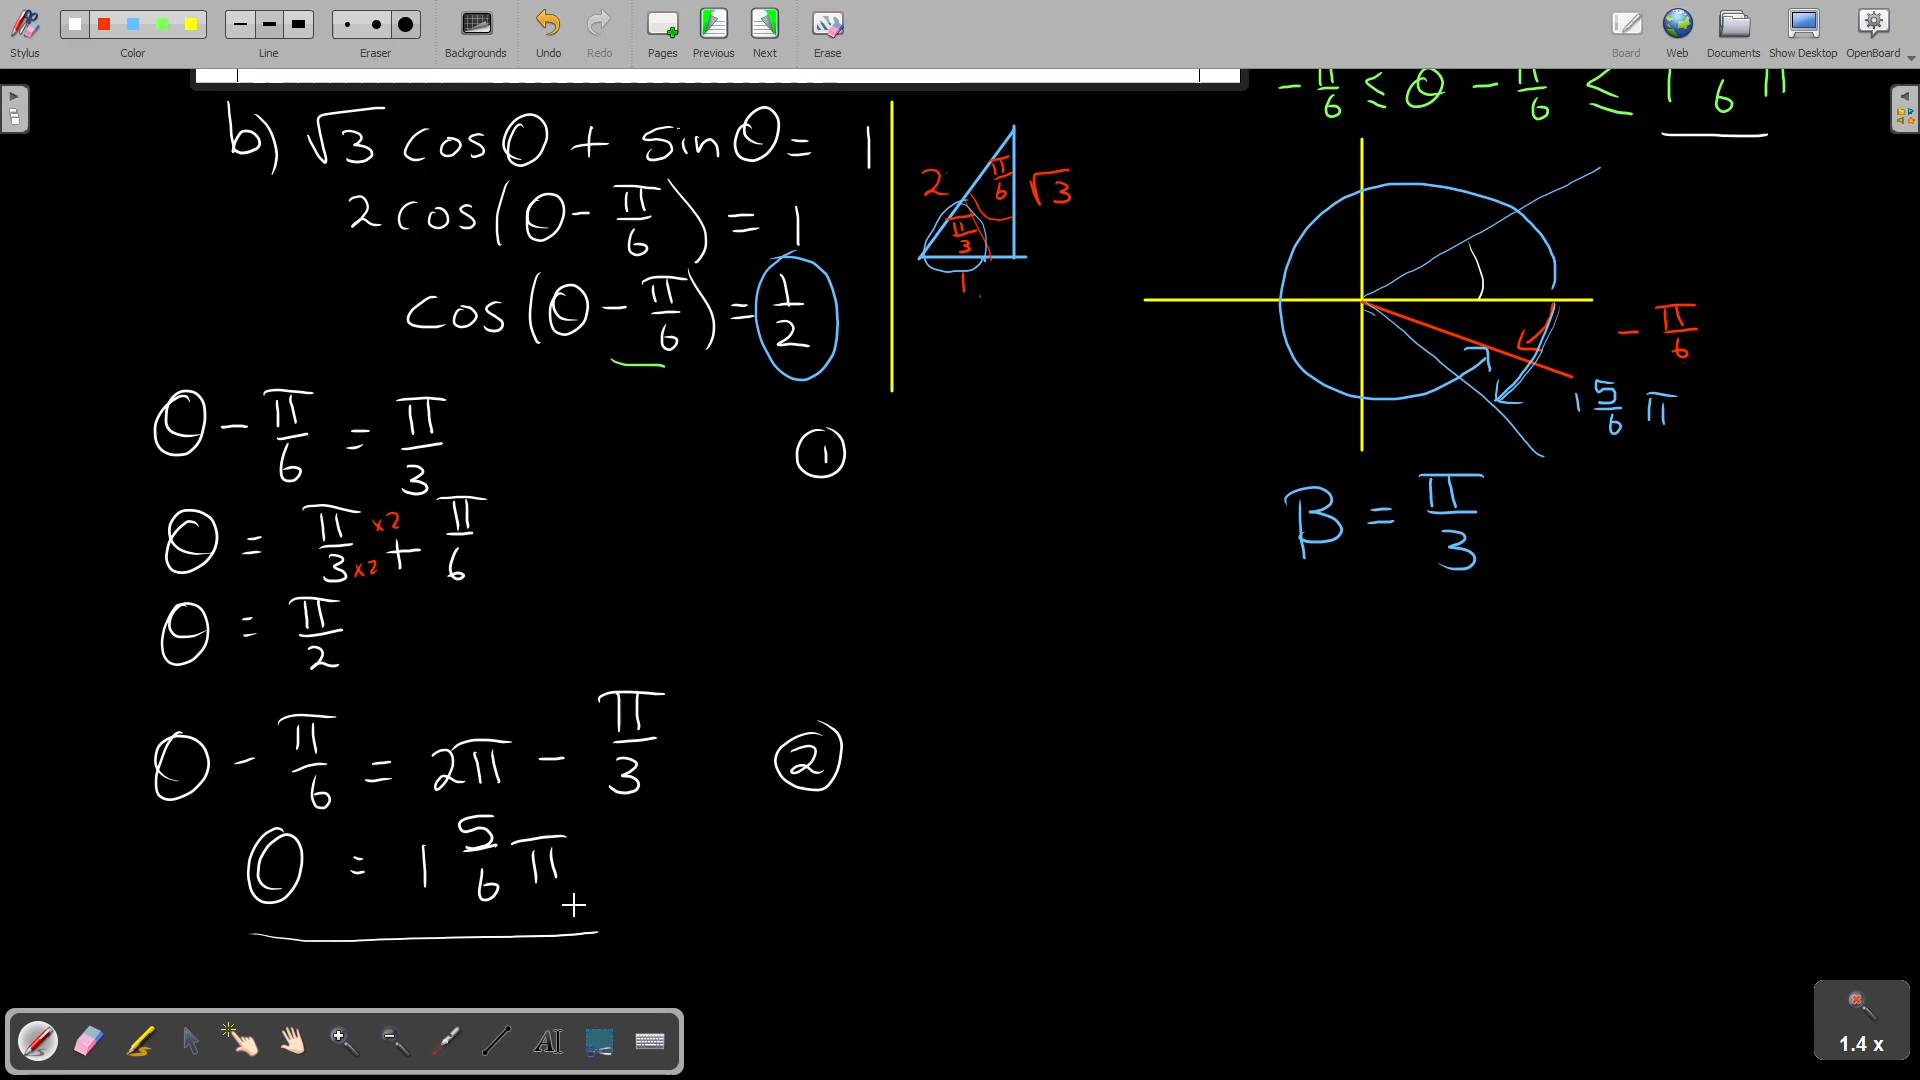 Stylus Color Line Eraser Backgrounds Undo Redo Pages Previous Next Erase Board Web Documents Show Desktop OpenBoard
b) √3 cos θ + sin θ = 1
2 cos (θ - π/6) = 1
cos (θ - π/6) = 1/2
θ - π/6 = π/3 ①
θ = π/3 ×2 ×2 + π/6
θ = π/2
θ - π/6 = 2π - π/3 ②
θ = 1 5/6 π
2 π/6 √3
π/3
1
-π/6 ≤ θ - π/6 ≤ 1 /6 π
- π/6
1 5/6 π
B = π/3
AI
1.4 x